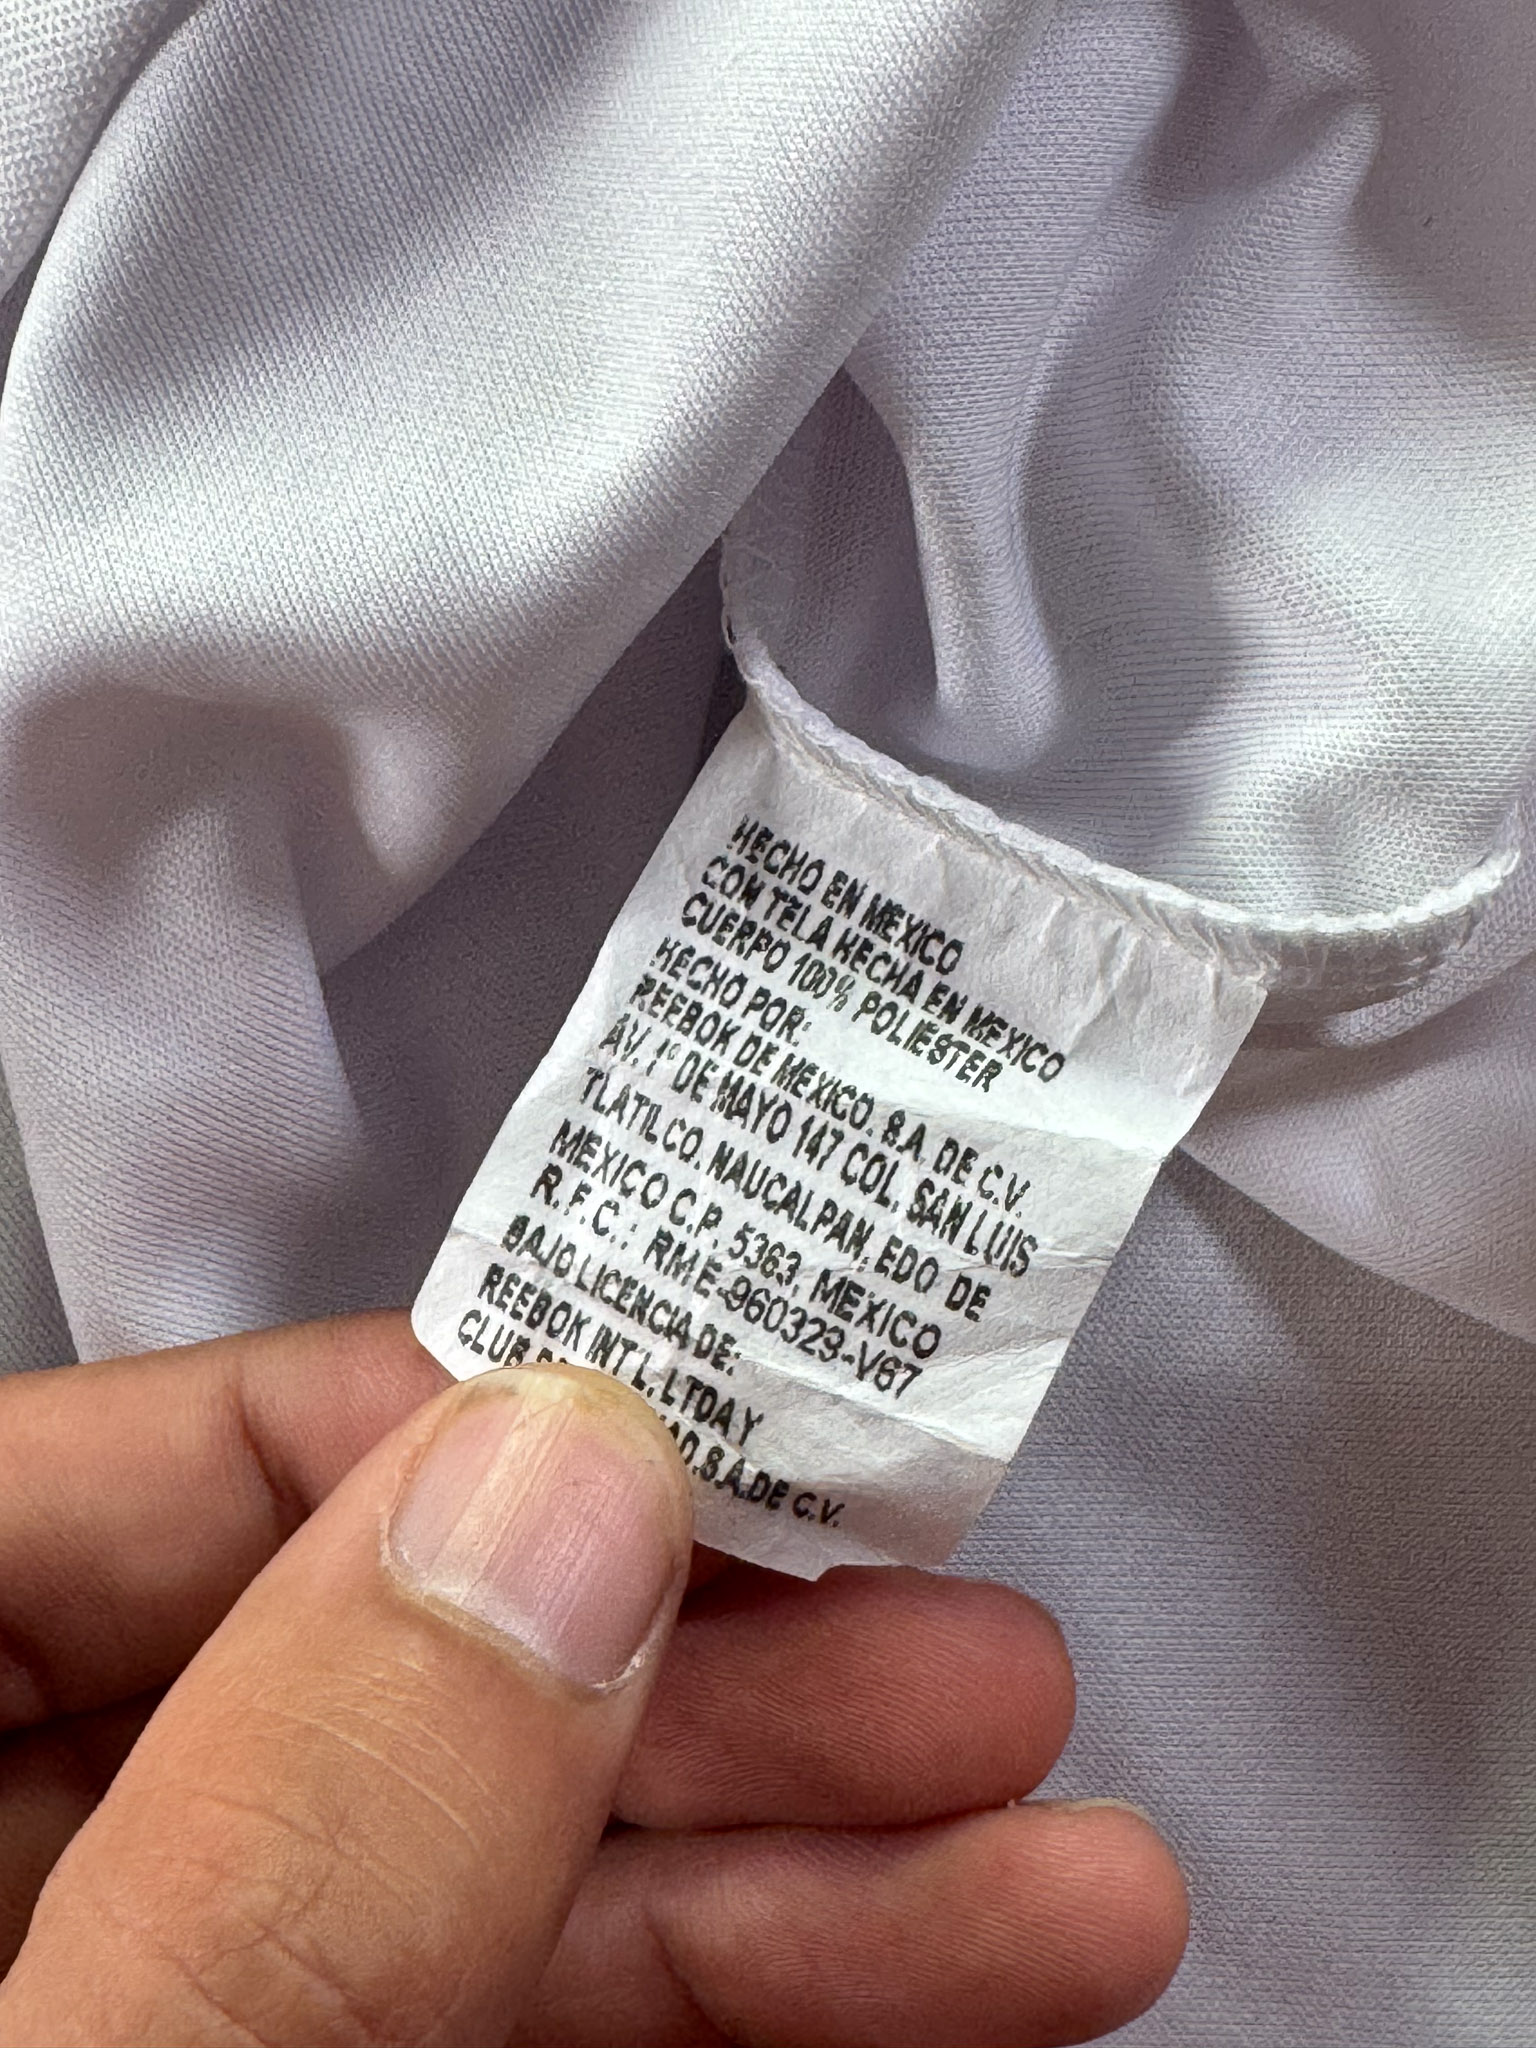 HECHO EN MEXICO
CON TELA HECHA EN MEXICO
CUERPO 100% POLIESTER
HECHO POR:
REEBOK DE MEXICO. S.A. DE C.V.
AV. 1° DE MAYO 147 COL. SAN LUIS
TLATILCO. NAUCALPAN, EDO DE
MEXICO C.P. 5363, MEXICO
R.F.C.: RME-960323-V67
BAJO LICENCIA DE:
REEBOK INT'L. LTDA Y
CLUB S.A.DE C.V.